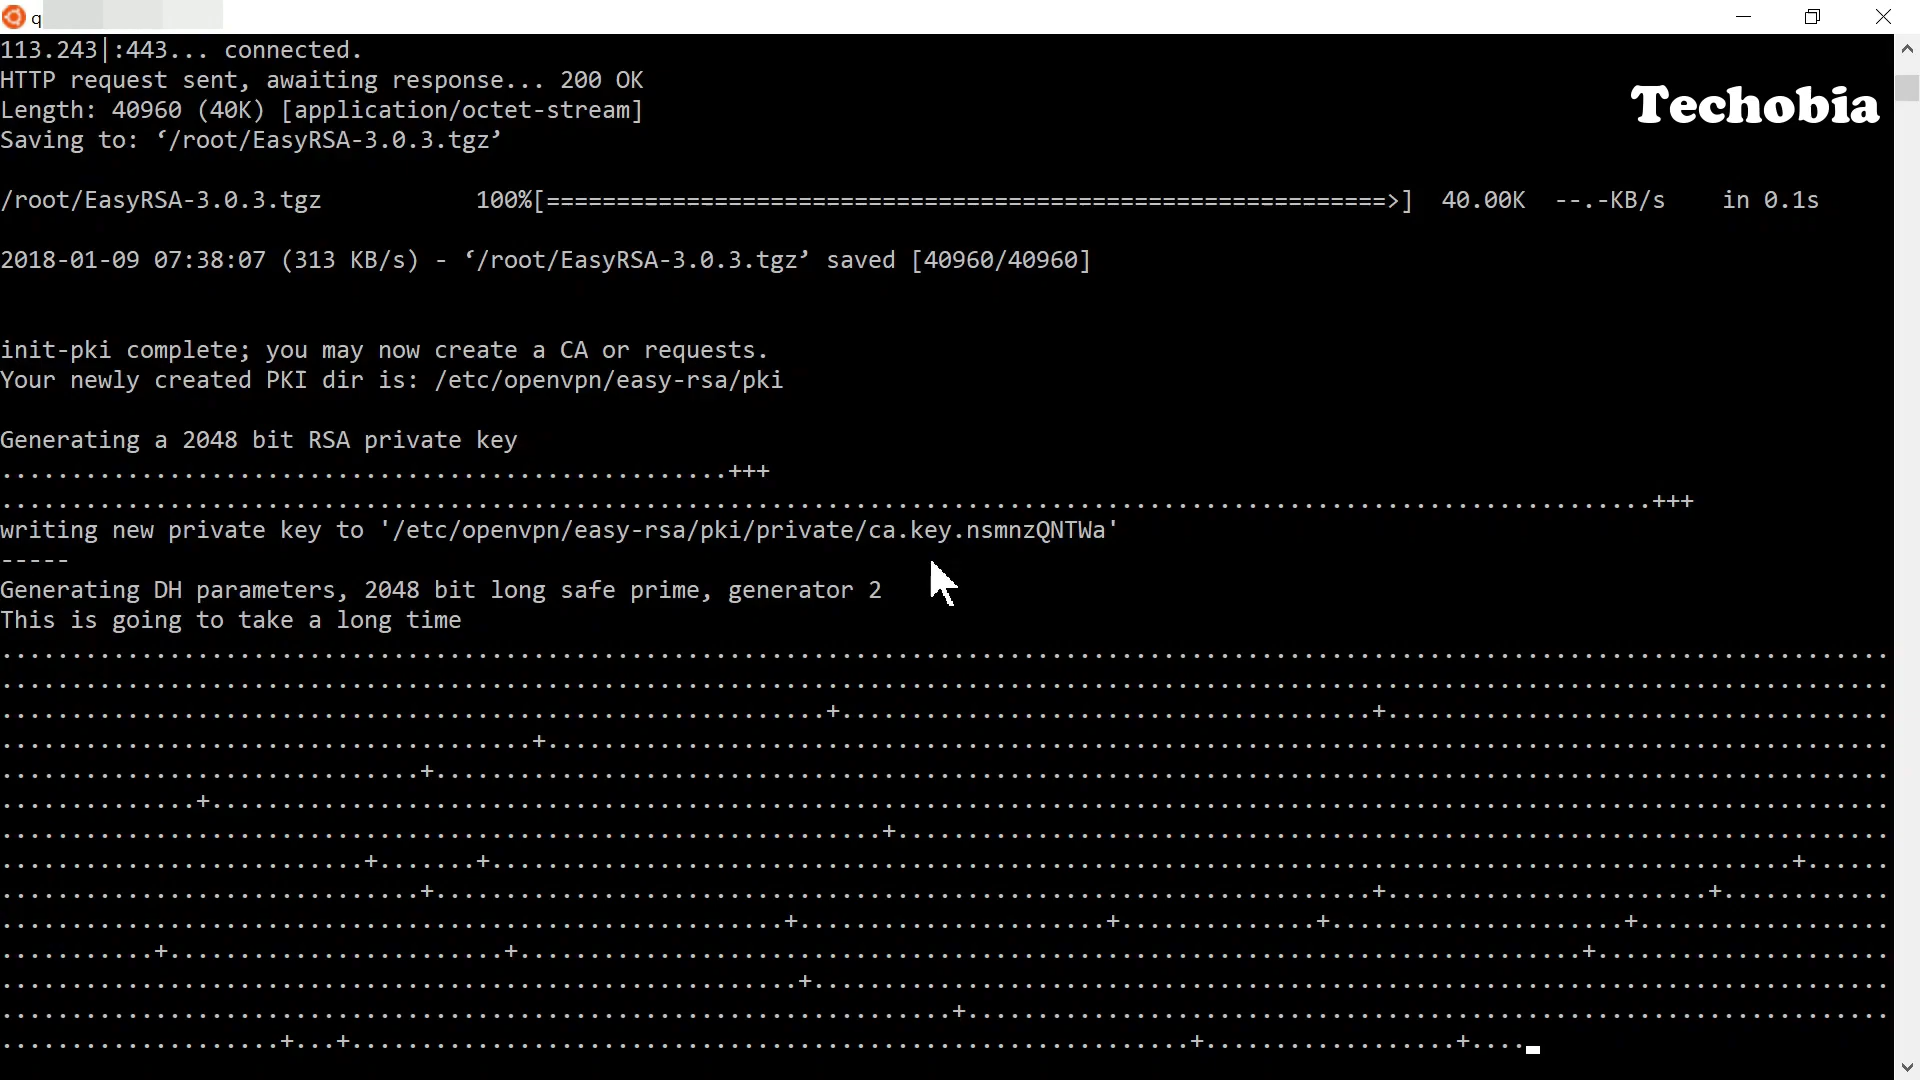 q
113.243|:443... connected.
HTTP request sent, awaiting response... 200 OK
Length: 40960 (40K) [application/octet-stream]
Techobia
Saving to: ‘/root/EasyRSA-3.0.3.tgz’
/root/EasyRSA-3.0.3.tgz 100%[============================================================>] 40.00K --.-KB/s in 0.1s
2018-01-09 07:38:07 (313 KB/s) - ‘/root/EasyRSA-3.0.3.tgz’ saved [40960/40960]
init-pki complete; you may now create a CA or requests.
Your newly created PKI dir is: /etc/openvpn/easy-rsa/pki
Generating a 2048 bit RSA private key
....................................................+++
......................................................................................................................+++
writing new private key to '/etc/openvpn/easy-rsa/pki/private/ca.key.nsmnzQNTWa'
-----
Generating DH parameters, 2048 bit long safe prime, generator 2
This is going to take a long time
.......................................................................................................................................
.......................................................................................................................................
...........................................................+......................................+....................................
......................................+................................................................................................
..............................+........................................................................................................
..............+........................................................................................................................
...............................................................+.......................................................................
..........................+.......+.............................................................................................+......
..............................+...................................................................+.......................+............
........................................................+......................+..............+.....................+..................
...........+........................+............................................................................+.....................
.........................................................+.............................................................................
....................................................................+..................................................................
....................+...+............................................................+..................+....